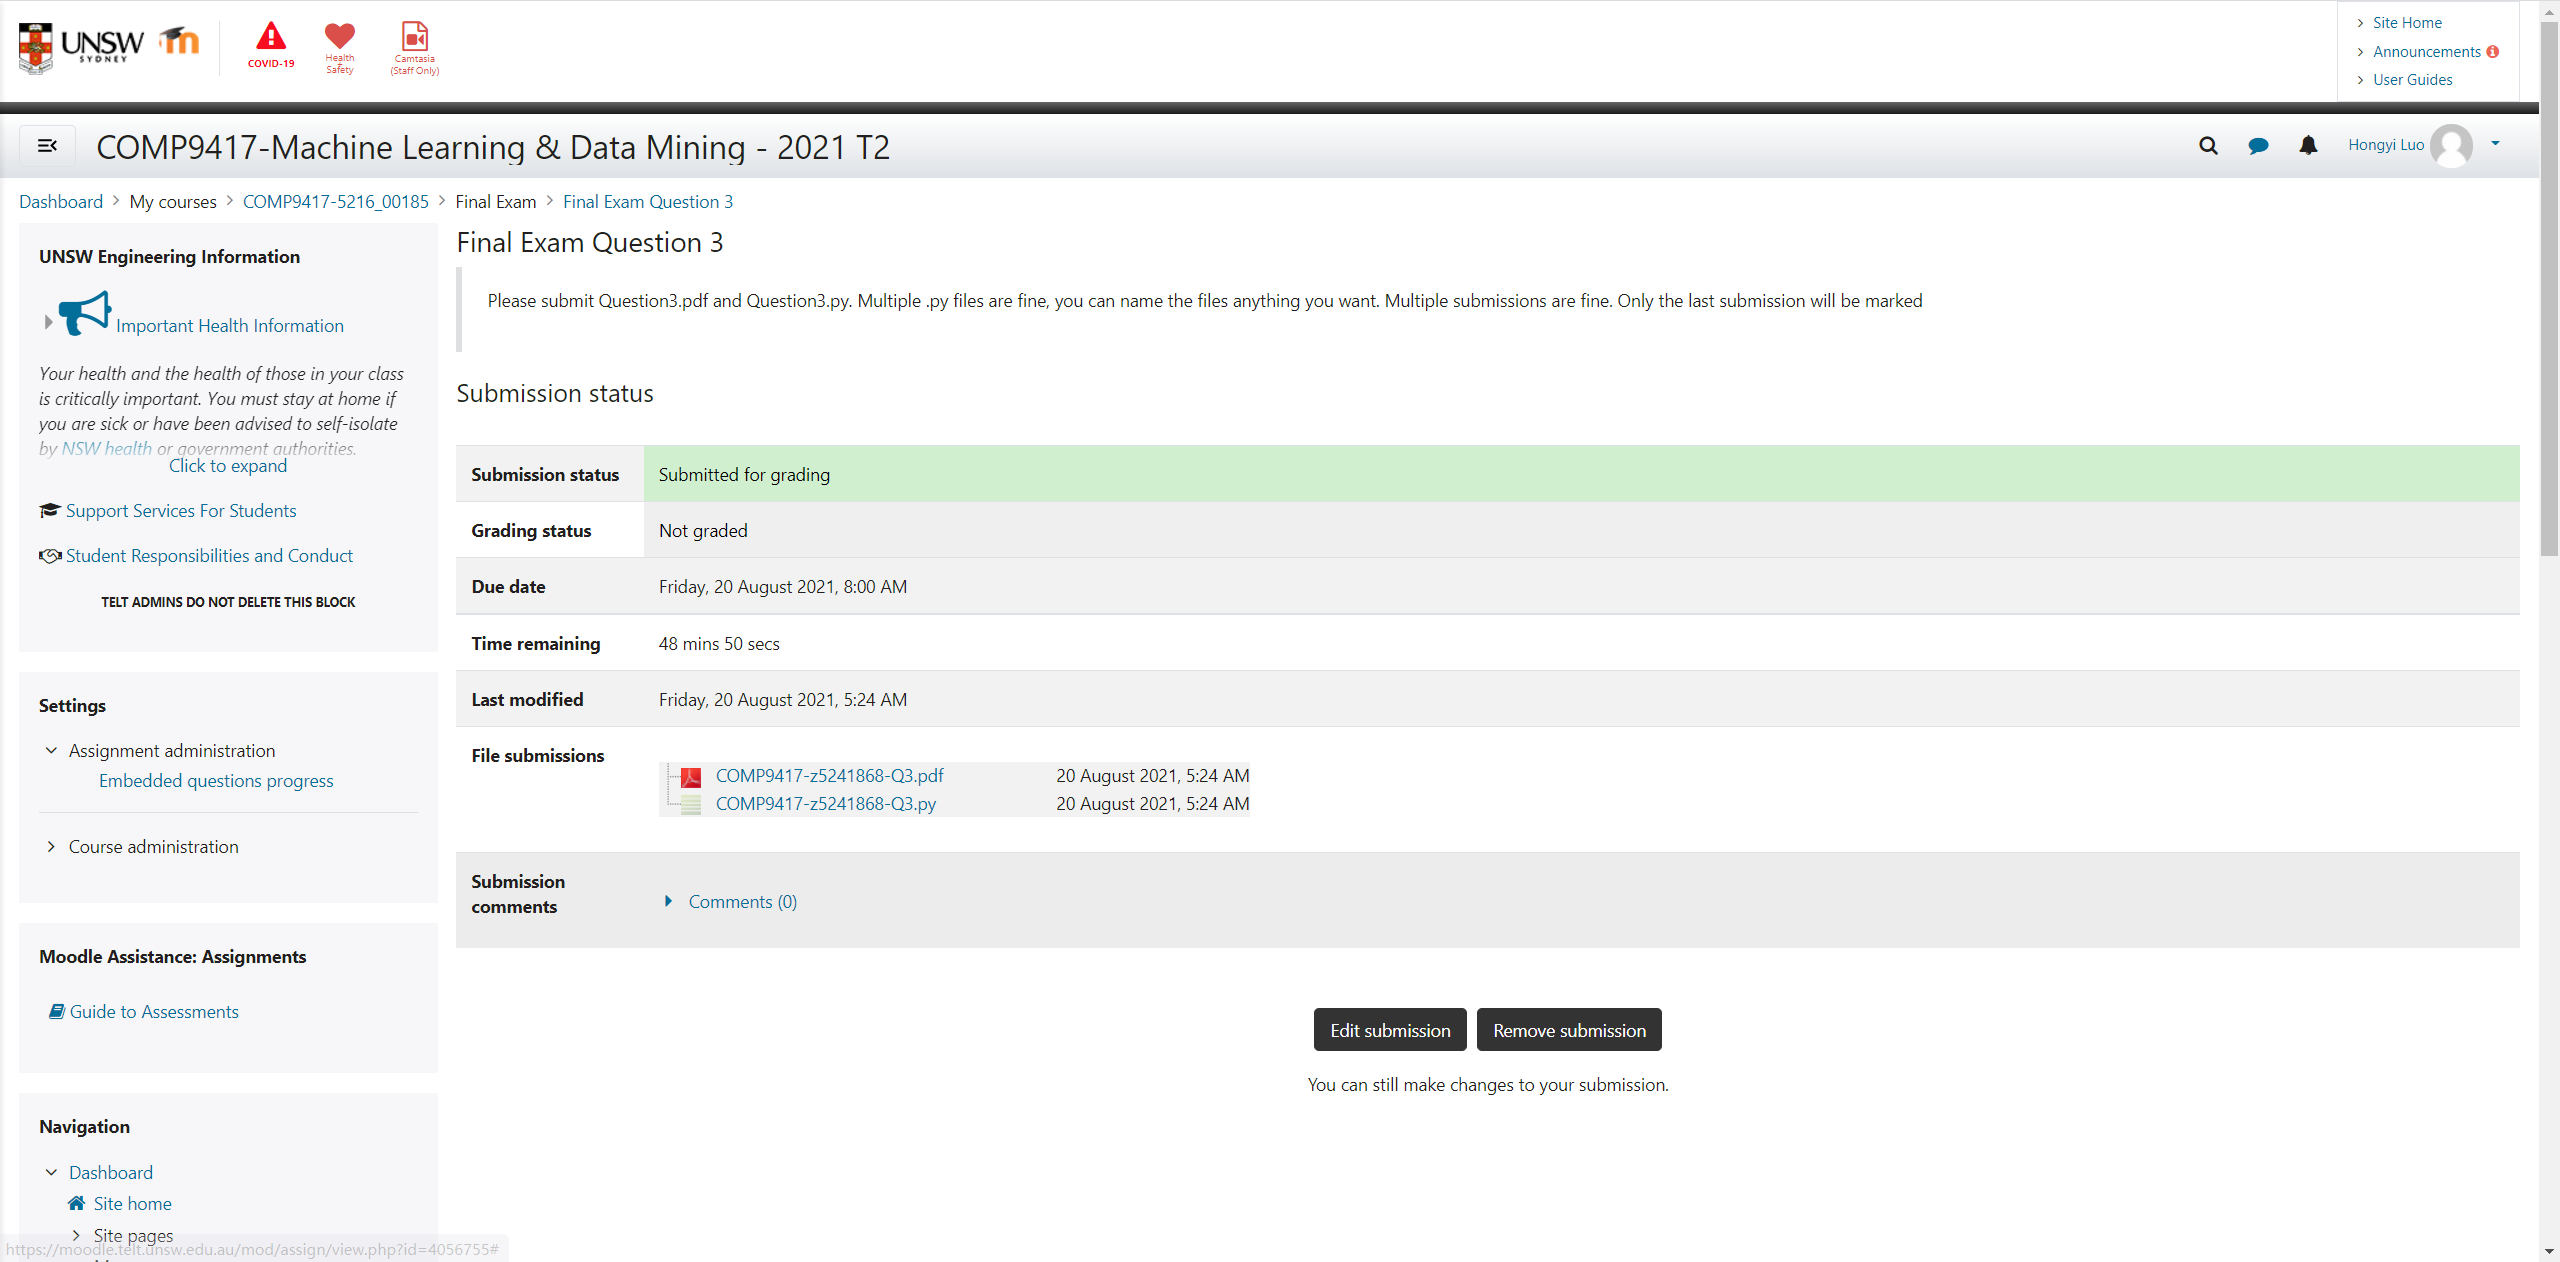 UNSW
SYDNEY
COVID-19
Health
+
Safety
Camtasia
(Staff Only)
Site Home
Announcements
User Guides
COMP9417-Machine Learning & Data Mining - 2021 T2
Hongyi Luo
Dashboard > My courses > COMP9417-5216_00185 > Final Exam > Final Exam Question 3
UNSW Engineering Information
Important Health Information
Your health and the health of those in your class
is critically important. You must stay at home if
you are sick or have been advised to self-isolate
by NSW health or government authorities.
Click to expand
Support Services For Students
Student Responsibilities and Conduct
TELT ADMINS DO NOT DELETE THIS BLOCK
Settings
Assignment administration
Embedded questions progress
Course administration
Moodle Assistance: Assignments
Guide to Assessments
Navigation
Dashboard
Site home
Site pages
https://moodle.telt.unsw.edu.au/mod/assign/view.php?id=4056755#
Final Exam Question 3
Please submit Question3.pdf and Question3.py. Multiple .py files are fine, you can name the files anything you want. Multiple submissions are fine. Only the last submission will be marked
Submission status
Submission status Submitted for grading
Grading status Not graded
Due date Friday, 20 August 2021, 8:00 AM
Time remaining 48 mins 50 secs
Last modified Friday, 20 August 2021, 5:24 AM
File submissions
COMP9417-z5241868-Q3.pdf 20 August 2021, 5:24 AM
COMP9417-z5241868-Q3.py 20 August 2021, 5:24 AM
Submission
comments
Comments (0)
Edit submission Remove submission
You can still make changes to your submission.